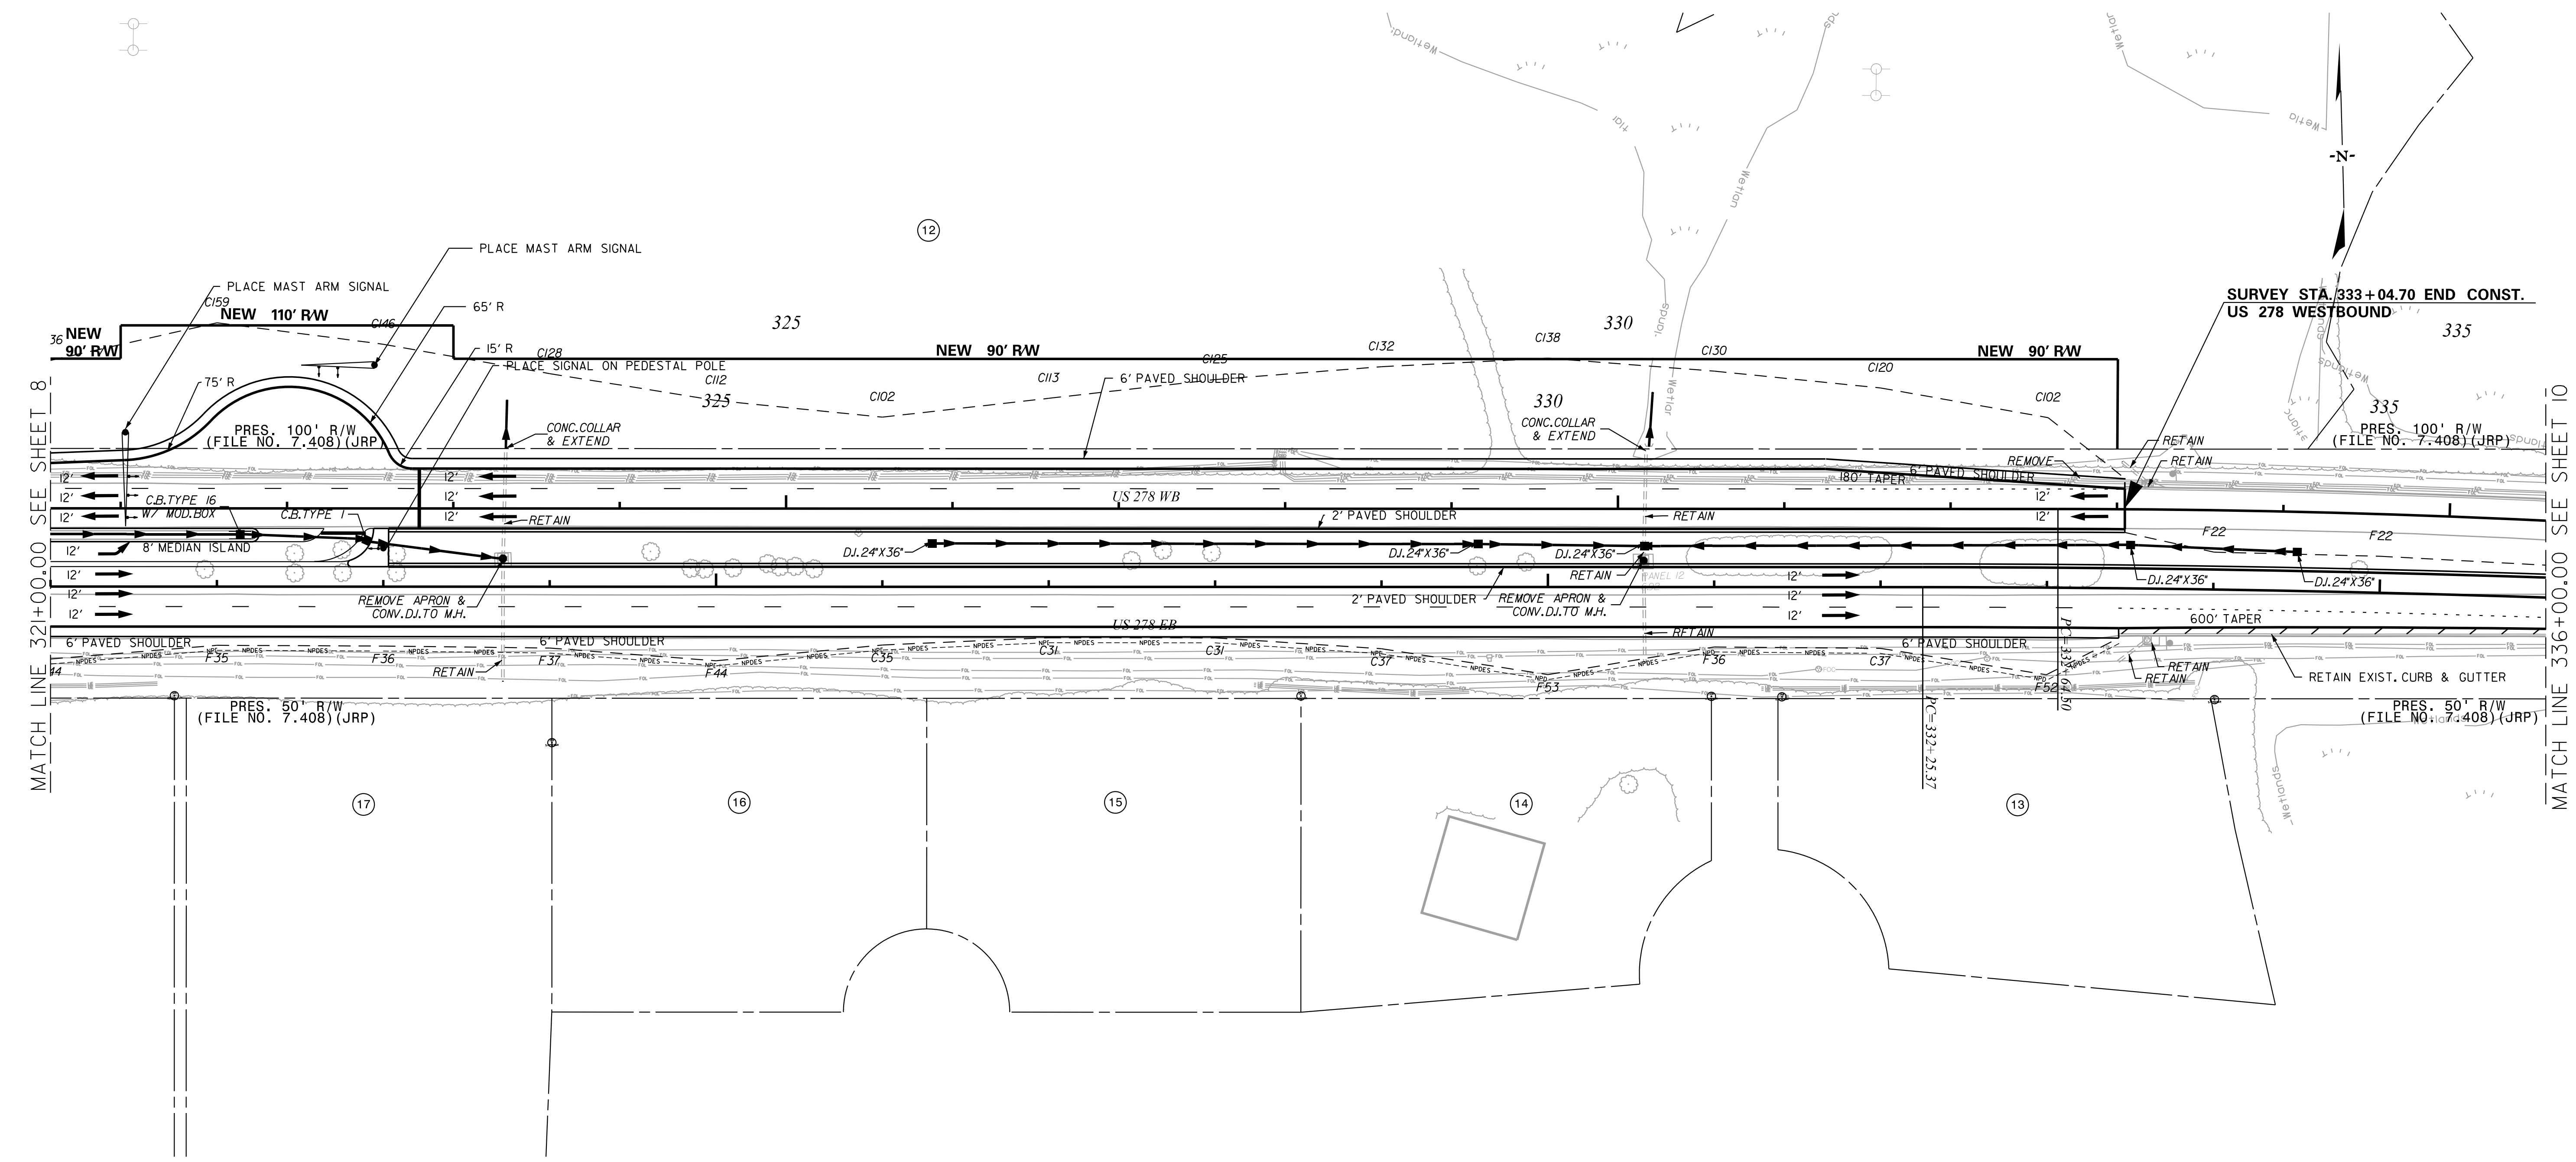 12
PLACE MAST ARM SIGNAL
PLACE MAST ARM SIGNAL
C159
65' R
NEW 110' R/W
C146
36
NEW
90' R/W
325
330
335
SURVEY STA. 333+04.70 END CONST.
US 278 WESTBOUND
-N-
Wetlands
15' R
C128
PLACE SIGNAL ON PEDESTAL POLE
NEW 90' R/W
C132
C138
C130
C125
C120
NEW 90' R/W
75' R
C112
C113
6' PAVED SHOULDER
C102
C102
325
330
335
PRES. 100' R/W
(FILE NO. 7.408)(JRP)
CONC. COLLAR
& EXTEND
CONC. COLLAR
& EXTEND
PRES. 100' R/W
(FILE NO. 7.408)(JRP)
RETAIN
RETAIN
REMOVE
6' PAVED SHOULDER
180' TAPER
12'
12'
12'
12'
12'
12'
12'
12'
US 278 WB
C.B. TYPE 16
W/ MOD. BOX
C.B. TYPE 1
RETAIN
2' PAVED SHOULDER
RETAIN
F22
F22
12'
8' MEDIAN ISLAND
D.I. 24"X36"
D.I. 24"X36"
D.I. 24"X36"
D.I. 24"X36"
D.I. 24"X36"
RETAIN
12'
12'
12'
12'
12'
12'
REMOVE APRON &
CONV. D.I. TO M.H.
2' PAVED SHOULDER
REMOVE APRON &
CONV. D.I. TO M.H.
US 278 EB
RETAIN
600' TAPER
6' PAVED SHOULDER
6' PAVED SHOULDER
6' PAVED SHOULDER
44
F35
F36
F37
F44
C35
C31
C31
C37
F53
F36
C37
F52
NPDES
RETAIN
RETAIN
RETAIN
RETAIN EXIST. CURB & GUTTER
PRES. 50' R/W
(FILE NO. 7.408)(JRP)
PRES. 50' R/W
(FILE NO. 7.408)(JRP)
PC=332+25.37
PC=332+64.50
Wetlands
17
16
15
14
13
MATCH LINE 321+00.00 SEE SHEET 8
MATCH LINE 336+00.00 SEE SHEET 10